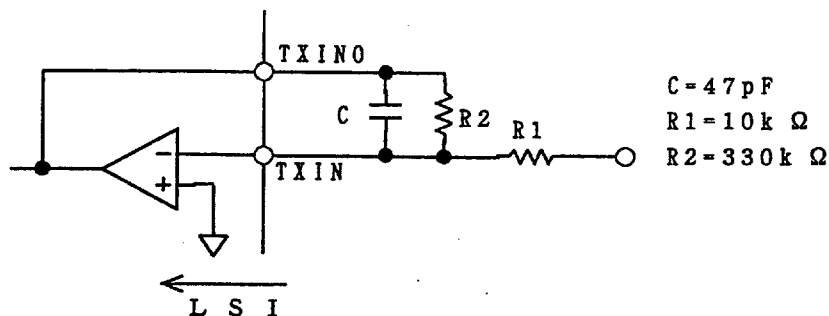 TXINO
C
R2
R1
TXIN
C=47pF
R1=10kΩ
R2=330kΩ
LSI